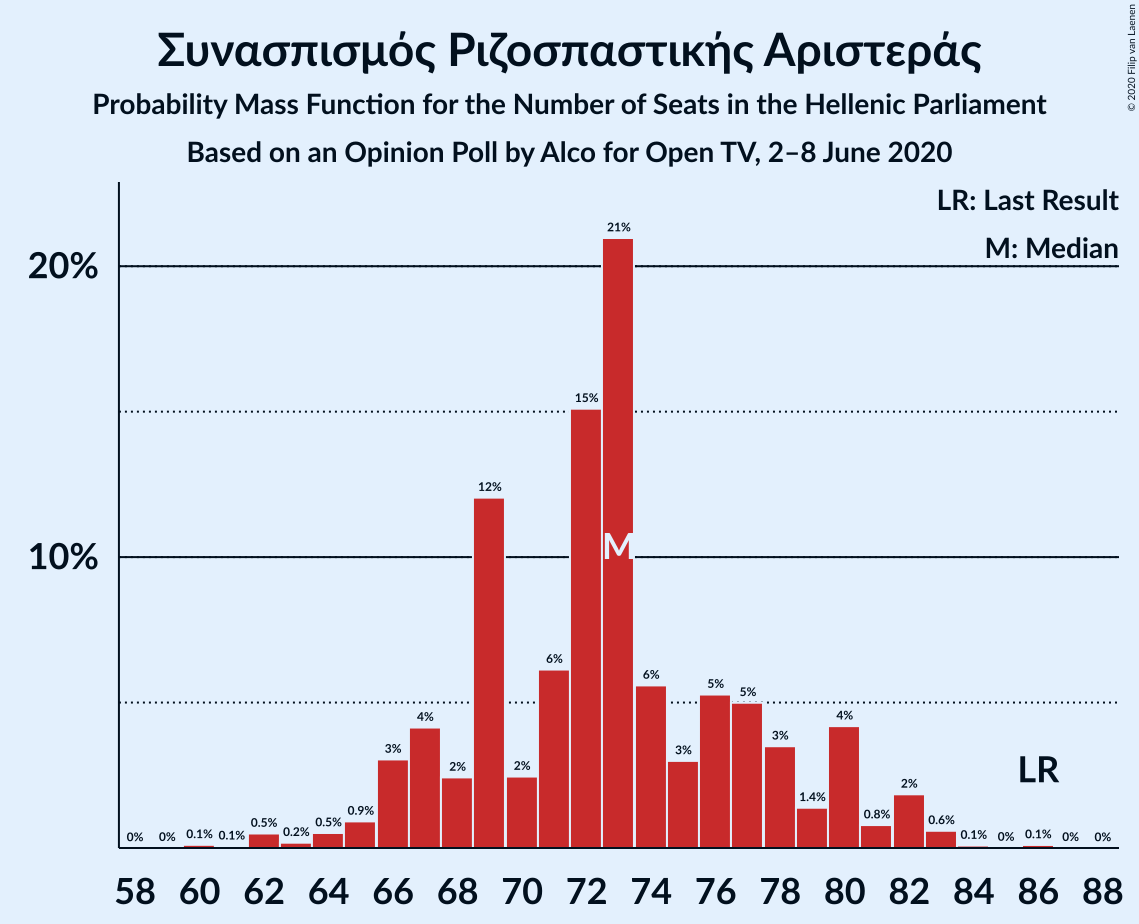 Συνασπισμός Ριζοσπαστικής Αριστεράς
Probability Mass Function for the Number of Seats in the Hellenic Parliament
Based on an Opinion Poll by Alco for Open TV, 2–8 June 2020
© 2020 Filip van Laenen
LR: Last Result
M: Median
20%
10%
0% 0% 0.1% 0.1% 0.5% 0.2% 0.5% 0.9% 3% 4% 2% 12% 2% 6% 15% 21% 6% 3% 5% 5% 3% 1.4% 4% 0.8% 2% 0.6% 0.1% 0% 0.1% 0% 0%
M
LR
58 60 62 64 66 68 70 72 74 76 78 80 82 84 86 88